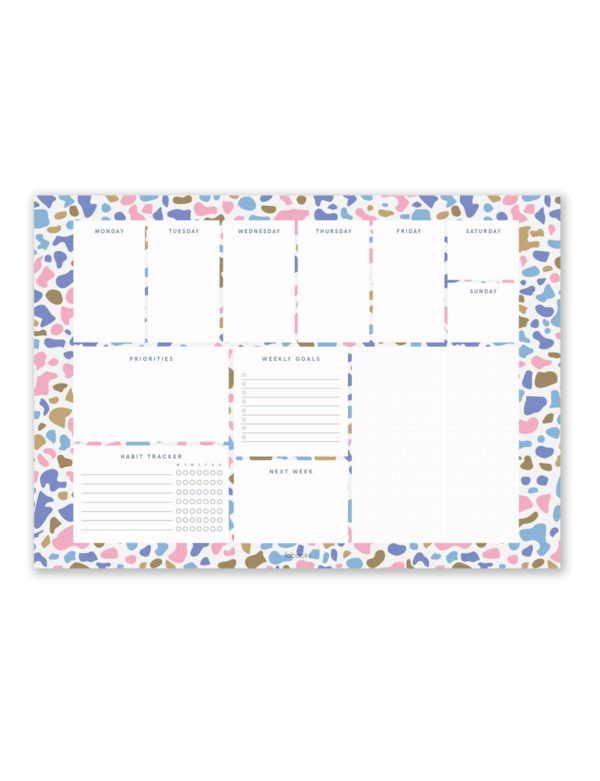 MONDAY
TUESDAY
WEDNESDAY
THURSDAY
FRIDAY
SATURDAY
SUNDAY
PRIORITIES
WEEKLY GOALS
HABIT TRACKER
M T W T F S S
NEXT WEEK